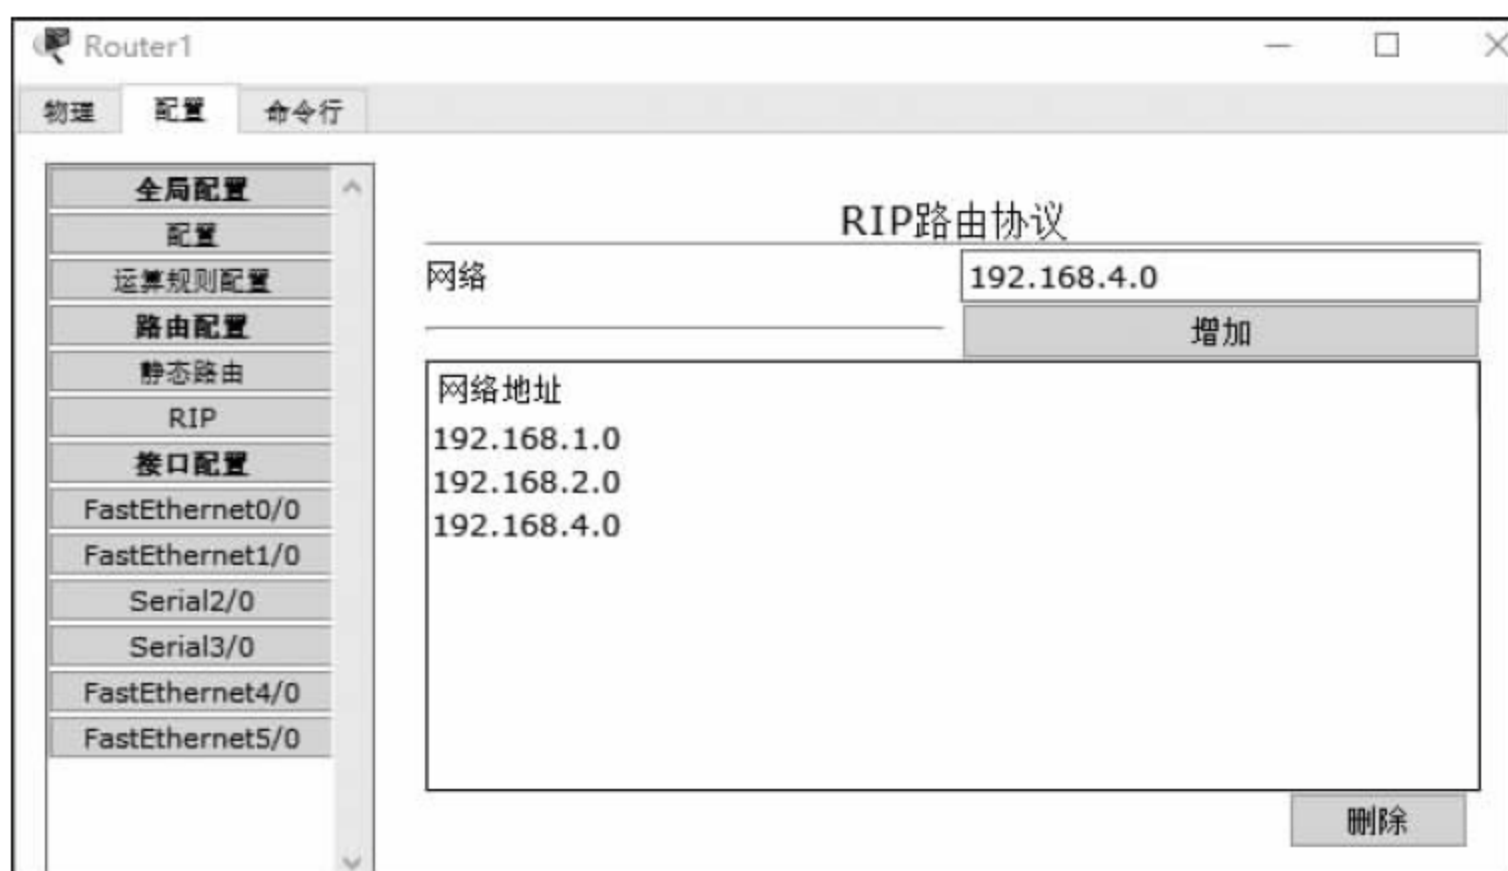 Router1
物理 配置 命令行
全局配置
配置
运算规则配置
路由配置
静态路由
RIP
接口配置
FastEthernet0/0
FastEthernet1/0
Serial2/0
Serial3/0
FastEthernet4/0
FastEthernet5/0
RIP路由协议
网络 192.168.4.0
增加
网络地址
192.168.1.0
192.168.2.0
192.168.4.0
删除